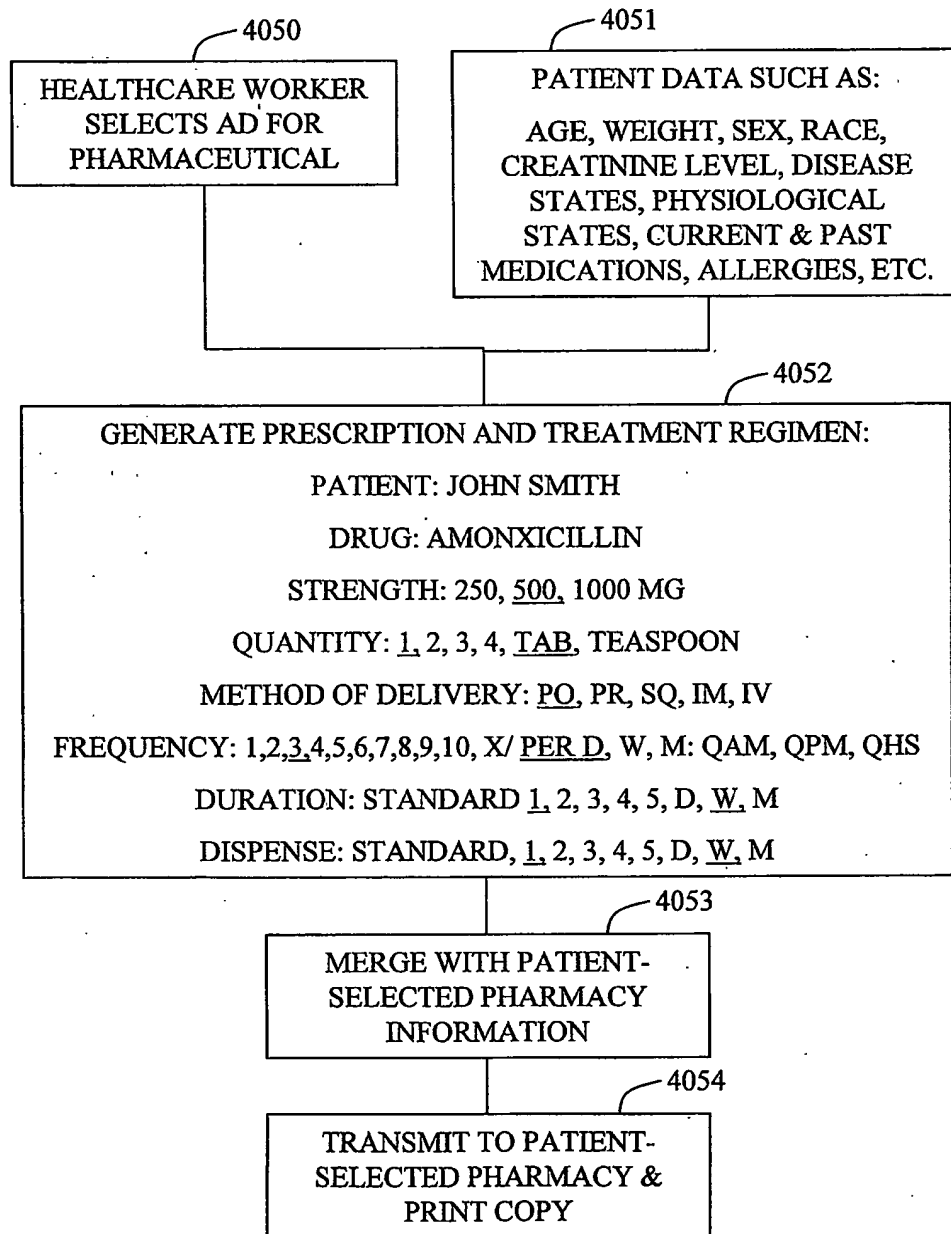 4050
HEALTHCARE WORKER
SELECTS AD FOR
PHARMACEUTICAL
4051
PATIENT DATA SUCH AS:
AGE, WEIGHT, SEX, RACE,
CREATININE LEVEL, DISEASE
STATES, PHYSIOLOGICAL
STATES, CURRENT & PAST
MEDICATIONS, ALLERGIES, ETC.
4052
GENERATE PRESCRIPTION AND TREATMENT REGIMEN:
PATIENT: JOHN SMITH
DRUG: AMONXICILLIN
STRENGTH: 250, 500, 1000 MG
QUANTITY: 1, 2, 3, 4, TAB, TEASPOON
METHOD OF DELIVERY: PO, PR, SQ, IM, IV
FREQUENCY: 1,2,3,4,5,6,7,8,9,10, X/ PER D, W, M: QAM, QPM, QHS
DURATION: STANDARD 1, 2, 3, 4, 5, D, W, M
DISPENSE: STANDARD, 1, 2, 3, 4, 5, D, W, M
4053
MERGE WITH PATIENT-
SELECTED PHARMACY
INFORMATION
4054
TRANSMIT TO PATIENT-
SELECTED PHARMACY &
PRINT COPY